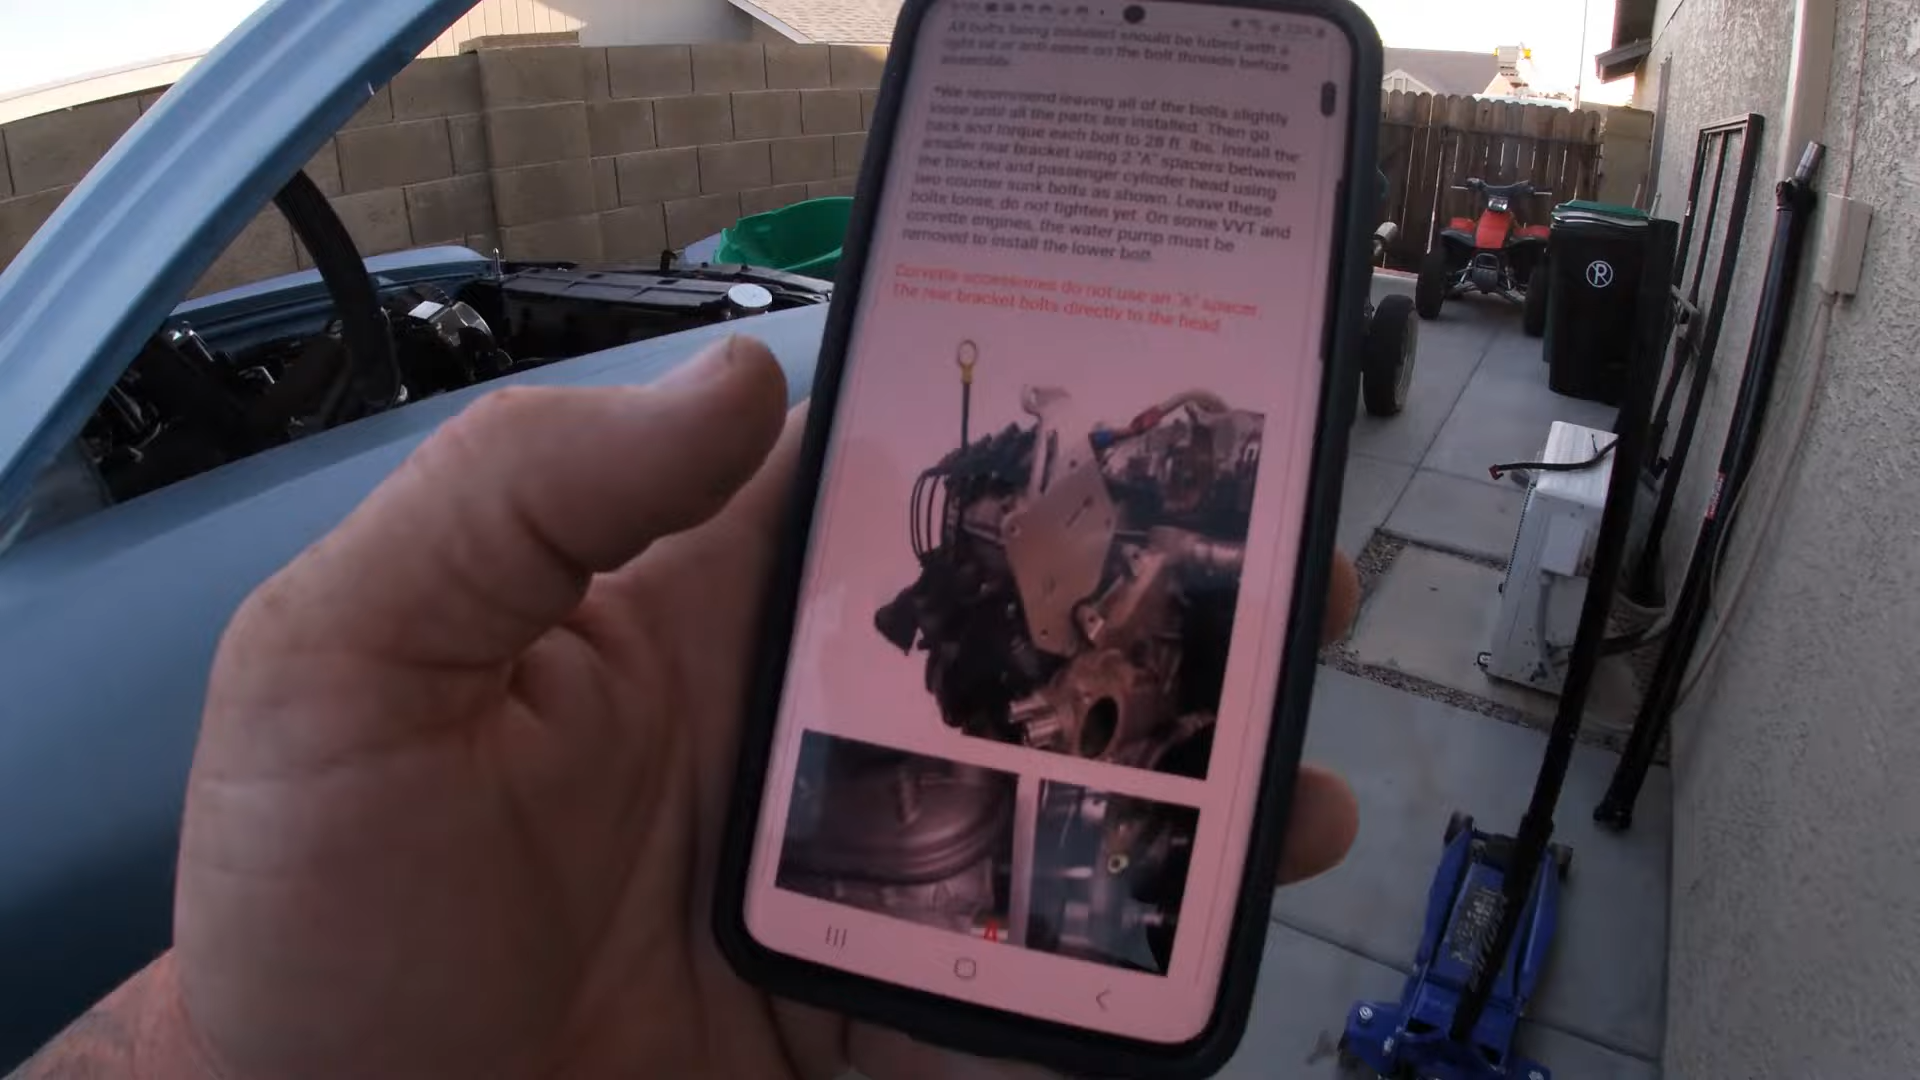 All bolts being installed should be lubed with a
light oil or anti-seize on the bolt threads before
assembly.
*We recommend leaving all of the bolts slightly
loose until all the parts are installed. Then go
back and torque each bolt to 28 ft. lbs. Install the
smaller rear bracket using 2 "A" spacers between
the bracket and passenger cylinder head using
two counter sunk bolts as shown. Leave these
bolts loose, do not tighten yet. On some VVT and
corvette engines, the water pump must be
removed to install the lower bolt.
Corvette accessories do not use an "A" spacer,
the rear bracket bolts directly to the head
A
R